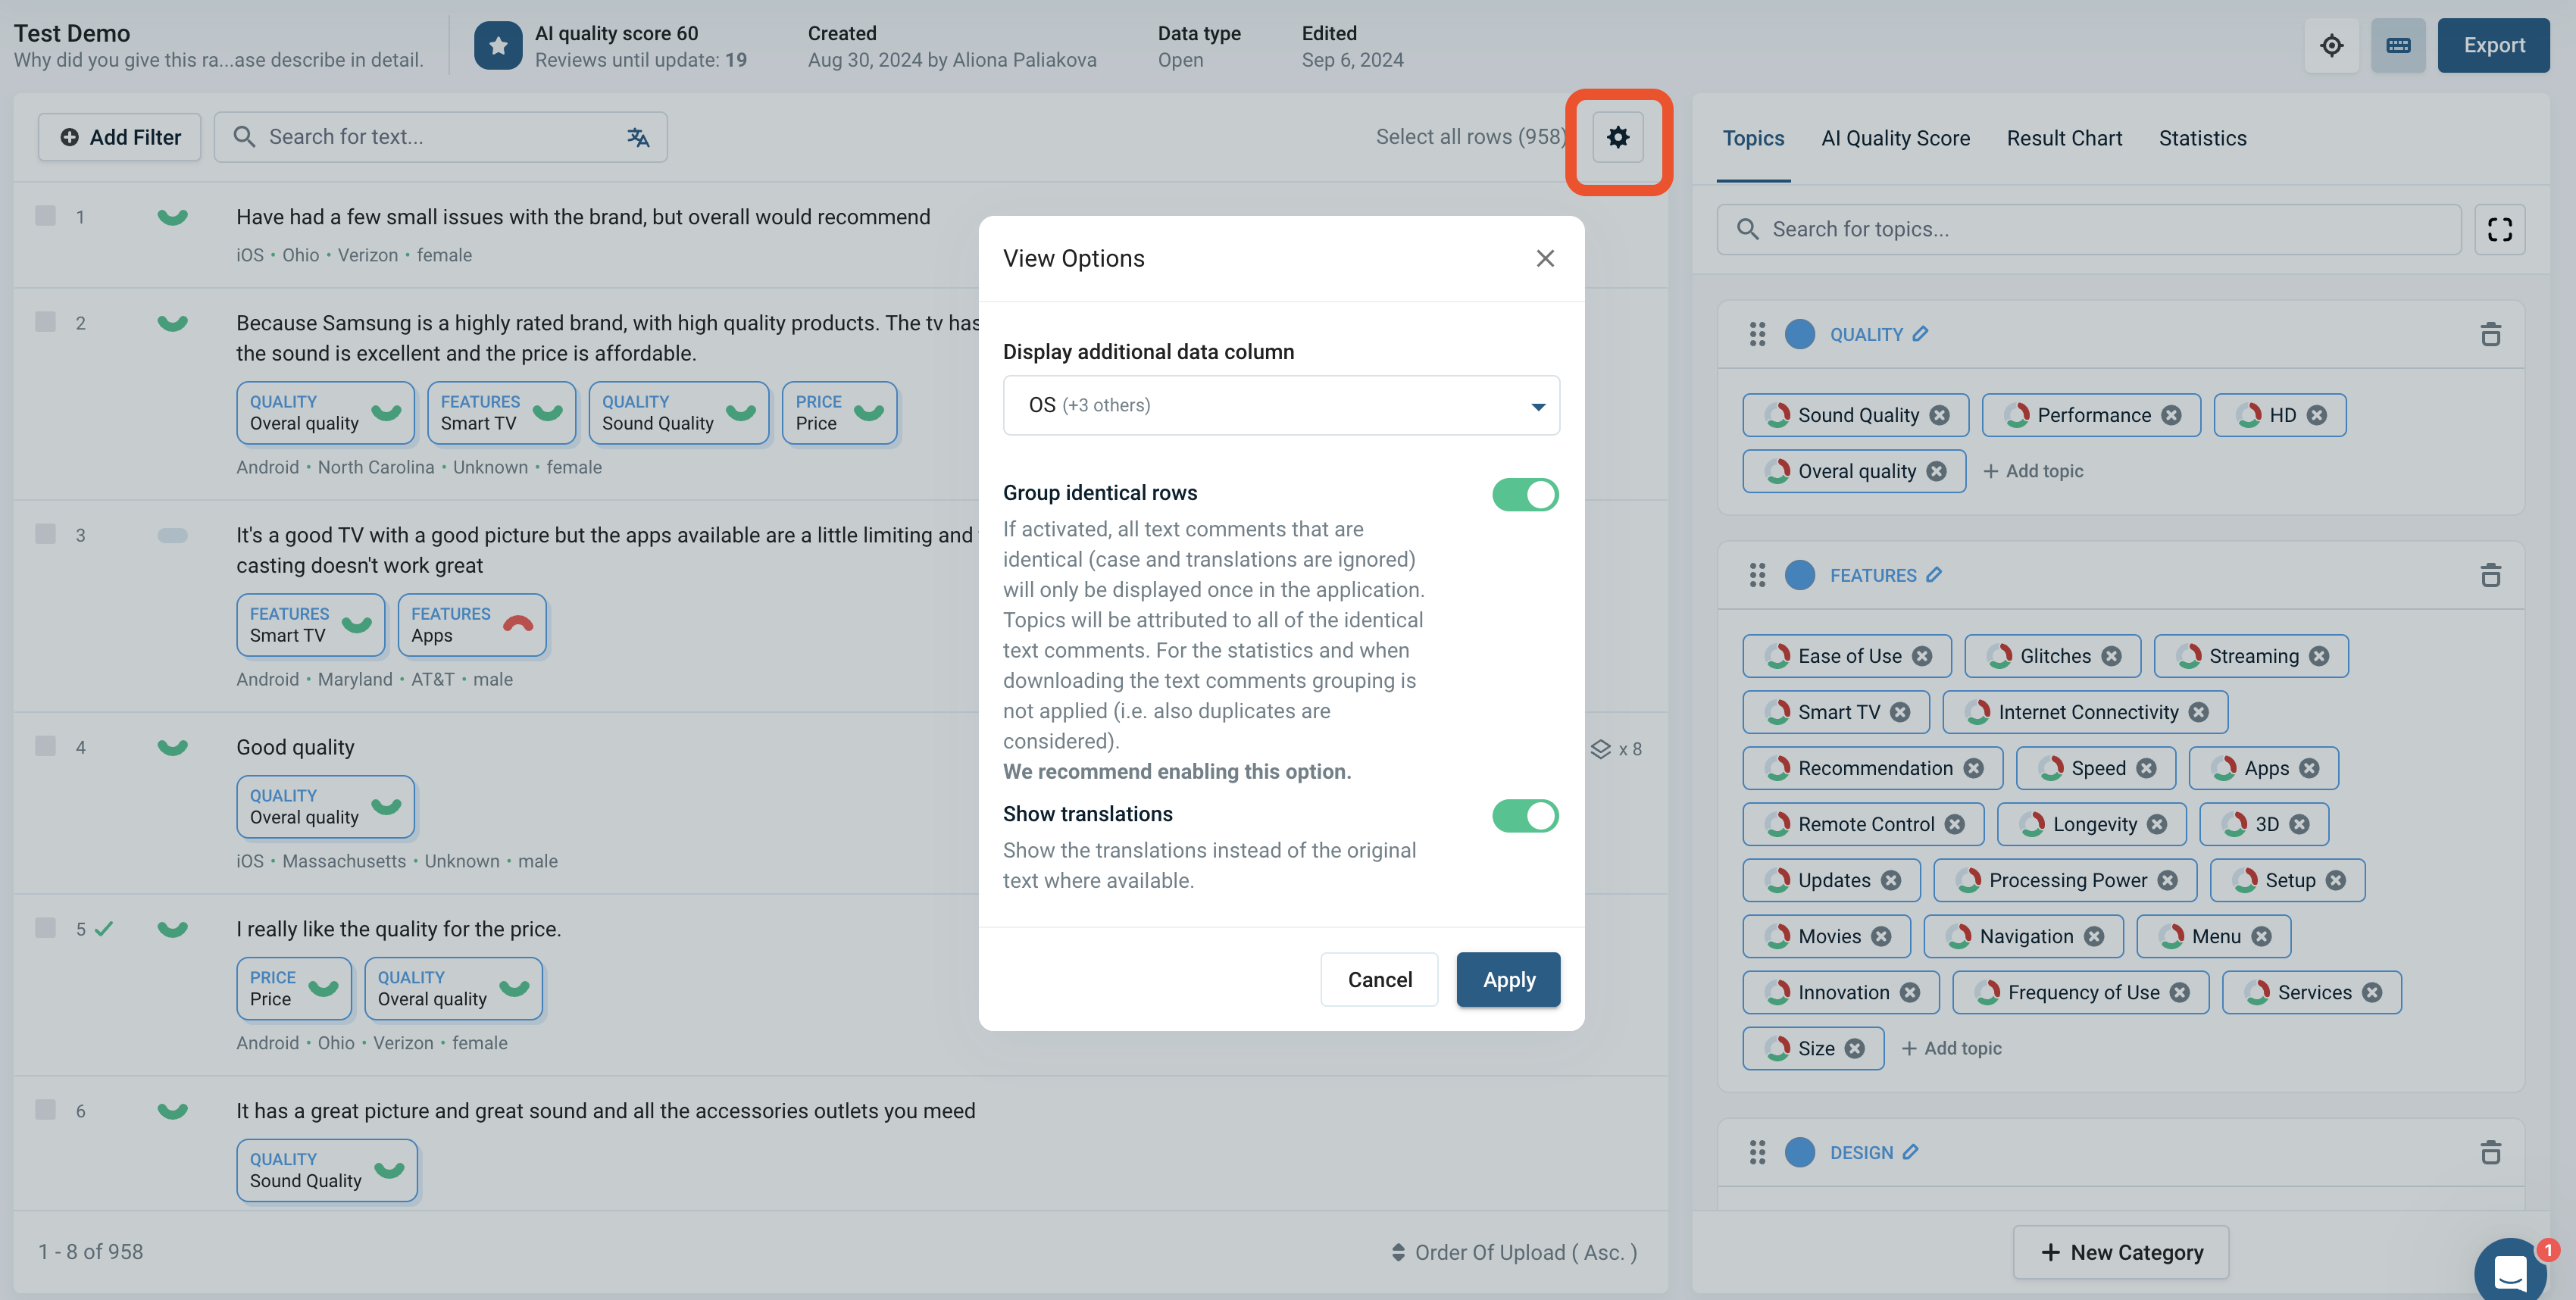 Test Demo
Why did you give this ra...ase describe in detail.
AI quality score 60
Reviews until update: 19
Created
Aug 30, 2024 by Aliona Paliakova
Data type
Open
Edited
Sep 6, 2024
Export
Add Filter
Search for text...
Select all rows (958)
1
Have had a few small issues with the brand, but overall would recommend
iOS • Ohio • Verizon • female
2
Because Samsung is a highly rated brand, with high quality products. The tv has
the sound is excellent and the price is affordable.
QUALITY
Overal quality
FEATURES
Smart TV
QUALITY
Sound Quality
PRICE
Price
Android • North Carolina • Unknown • female
3
It's a good TV with a good picture but the apps available are a little limiting and
casting doesn't work great
FEATURES
Smart TV
FEATURES
Apps
Android • Maryland • AT&T • male
4
Good quality
x 8
QUALITY
Overal quality
iOS • Massachusetts • Unknown • male
5
I really like the quality for the price.
PRICE
Price
QUALITY
Overal quality
Android • Ohio • Verizon • female
6
It has a great picture and great sound and all the accessories outlets you meed
QUALITY
Sound Quality
1 - 8 of 958
Order Of Upload ( Asc. )
View Options
Display additional data column
OS (+3 others)
Group identical rows
If activated, all text comments that are
identical (case and translations are ignored)
will only be displayed once in the application.
Topics will be attributed to all of the identical
text comments. For the statistics and when
downloading the text comments grouping is
not applied (i.e. also duplicates are
considered).
We recommend enabling this option.
Show translations
Show the translations instead of the original
text where available.
Cancel
Apply
Topics
AI Quality Score
Result Chart
Statistics
Search for topics...
QUALITY
Sound Quality
Performance
HD
Overal quality
+ Add topic
FEATURES
Ease of Use
Glitches
Streaming
Smart TV
Internet Connectivity
Recommendation
Speed
Apps
Remote Control
Longevity
3D
Updates
Processing Power
Setup
Movies
Navigation
Menu
Innovation
Frequency of Use
Services
Size
+ Add topic
DESIGN
+ New Category
1